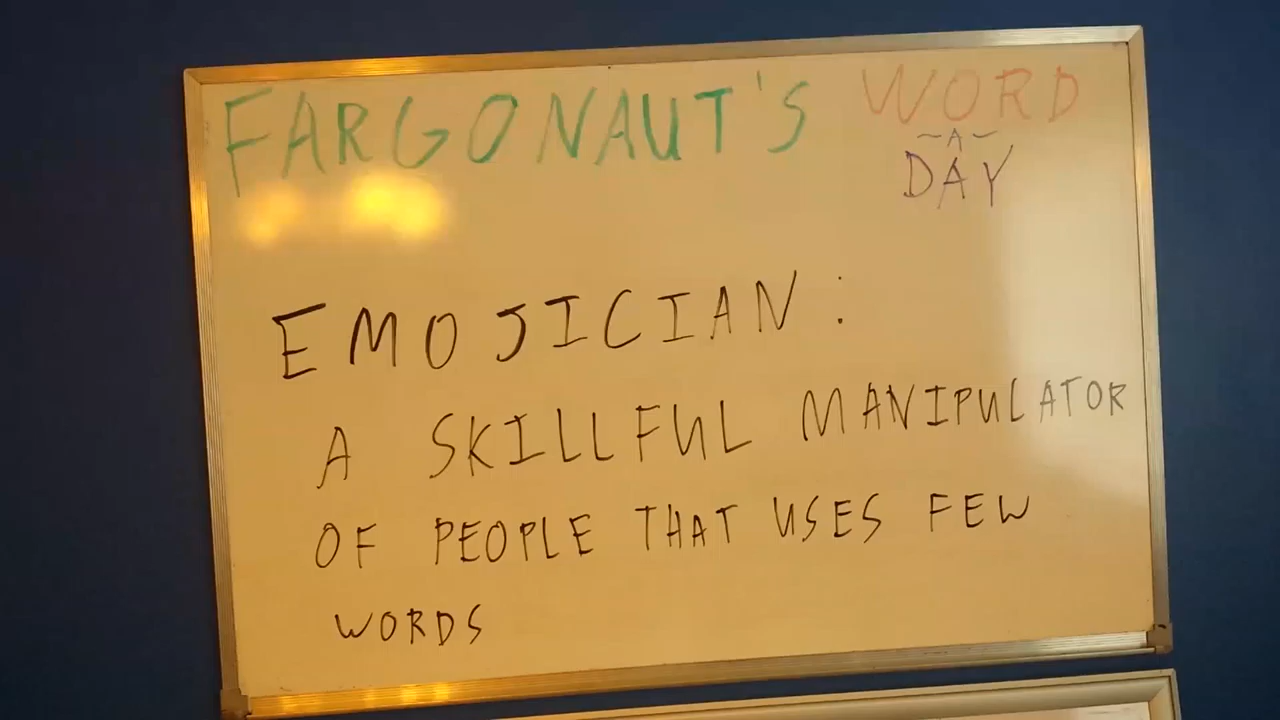 FARGONAUT'S WORD
~A~
DAY
EMOJICIAN:
A SKILLFUL MANIPULATOR
OF PEOPLE THAT USES FEW
WORDS